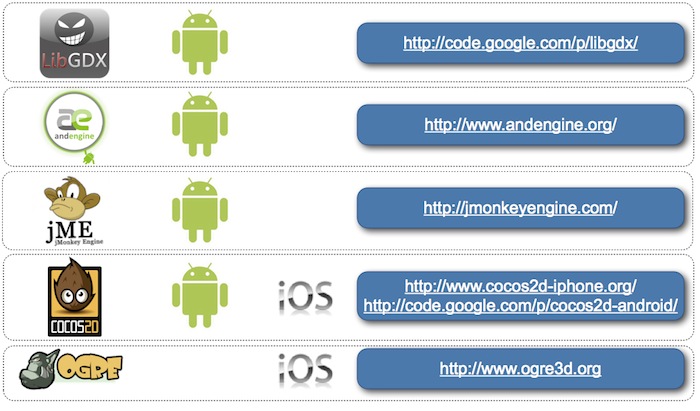 LibGDX
http://code.google.com/p/libgdx/
ae
andengine
http://www.andengine.org/
jME
jMonkey Engine
http://jmonkeyengine.com/
COCOS2D
iOS
http://www.cocos2d-iphone.org/
http://code.google.com/p/cocos2d-android/
OGRE
iOS
http://www.ogre3d.org